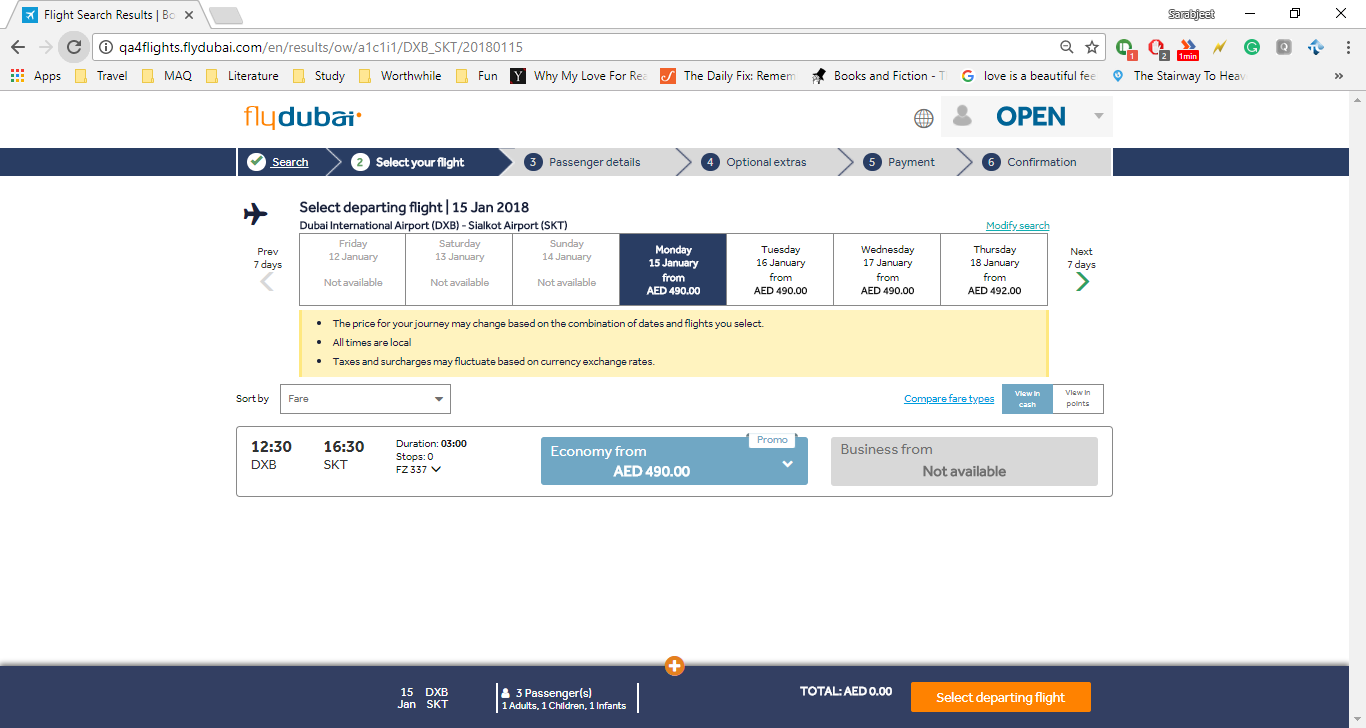 Flight Search Results | Bo
Sarabjeet
qa4flights.flydubai.com/en/results/ow/a1c1i1/DXB_SKT/20180115
1
2
1min
Apps
Travel
MAQ
Literature
Study
Worthwhile
Fun
Why My Love For Rea
The Daily Fix: Remem
Books and Fiction - T
love is a beautiful fee
The Stairway To Heav
flydubai
OPEN
Search
2 Select your flight
3 Passenger details
4 Optional extras
5 Payment
6 Confirmation
Select departing flight | 15 Jan 2018
Dubai International Airport (DXB) - Sialkot Airport (SKT)
Modify search
Prev
7 days
Friday
12 January
Not available
Saturday
13 January
Not available
Sunday
14 January
Not available
Monday
15 January
from
AED 490.00
Tuesday
16 January
from
AED 490.00
Wednesday
17 January
from
AED 490.00
Thursday
18 January
from
AED 492.00
Next
7 days
The price for your journey may change based on the combination of dates and flights you select.
All times are local
Taxes and surcharges may fluctuate based on currency exchange rates.
Sort by
Fare
Compare fare types
View in
cash
View in
points
12:30
DXB
16:30
SKT
Duration: 03:00
Stops: 0
FZ 337
Promo
Economy from
AED 490.00
Business from
Not available
15 DXB
Jan SKT
3 Passenger(s)
1 Adults, 1 Children, 1 Infants
TOTAL: AED 0.00
Select departing flight